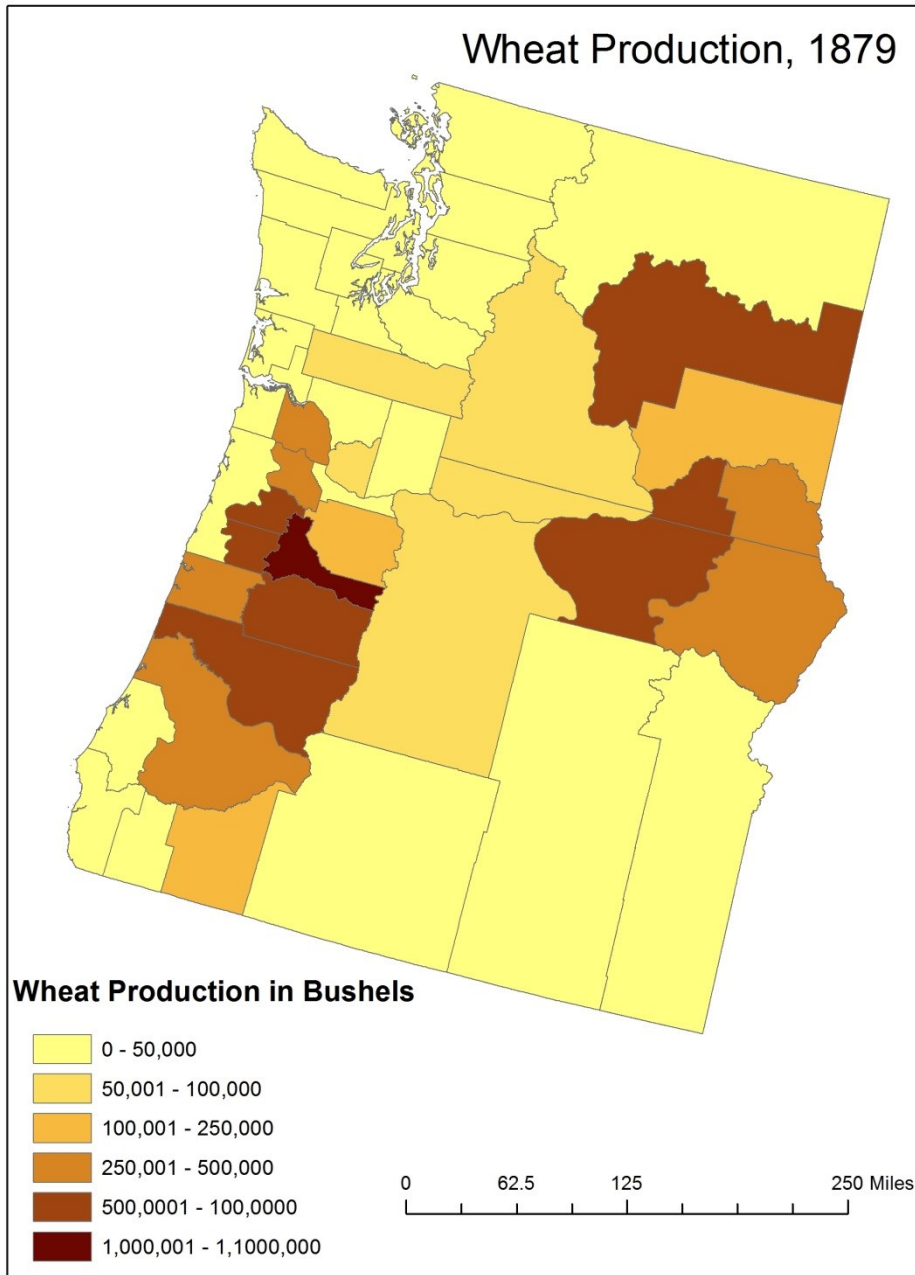 Wheat Production, 1879
Wheat Production in Bushels
0 - 50,000
50,001 - 100,000
100,001 - 250,000
250,001 - 500,000
500,0001 - 100,0000
1,000,001 - 1,1000,000
0 62.5 125 250 Miles